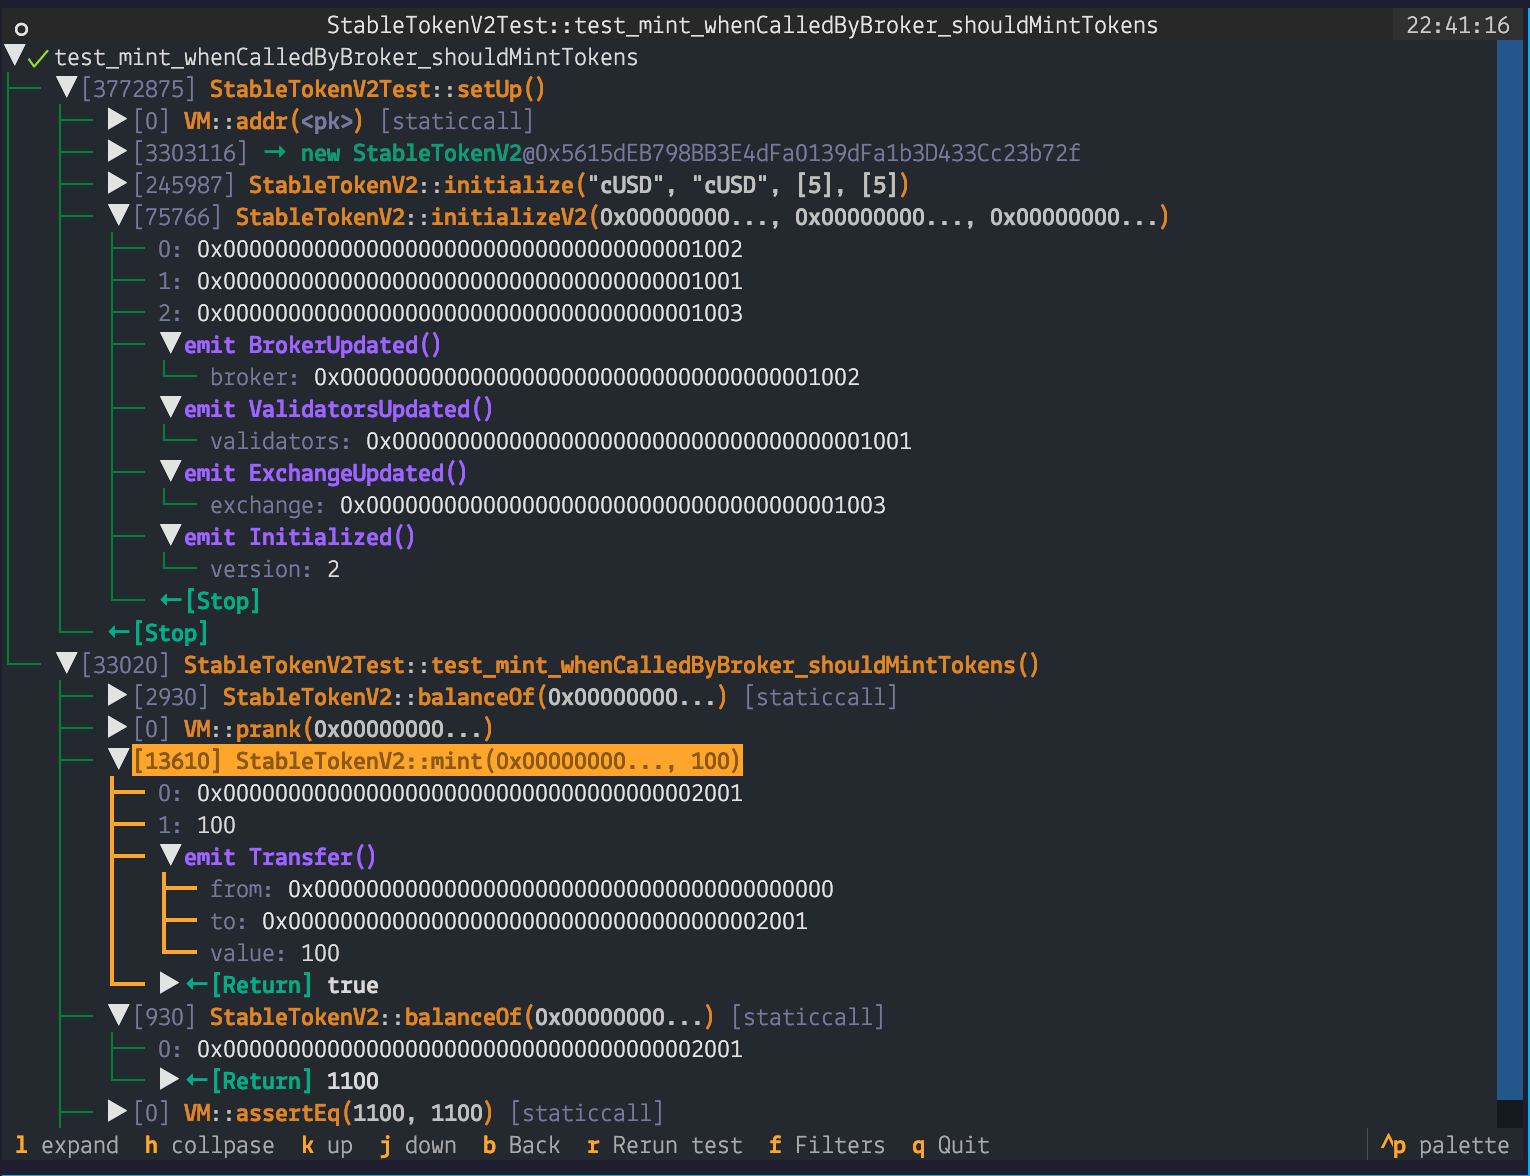 StableTokenV2Test::test_mint_whenCalledByBroker_shouldMintTokens 22:41:16
test_mint_whenCalledByBroker_shouldMintTokens
[3772875] StableTokenV2Test::setUp()
[0] VM::addr(<pk>) [staticcall]
[3303116] → new StableTokenV2@0x5615dEB798BB3E4dFa0139dFa1b3D433Cc23b72f
[245987] StableTokenV2::initialize("cUSD", "cUSD", [5], [5])
[75766] StableTokenV2::initializeV2(0x00000000..., 0x00000000..., 0x00000000...)
0: 0x0000000000000000000000000000000000001002
1: 0x0000000000000000000000000000000000001001
2: 0x0000000000000000000000000000000000001003
emit BrokerUpdated()
broker: 0x0000000000000000000000000000000000001002
emit ValidatorsUpdated()
validators: 0x0000000000000000000000000000000000001001
emit ExchangeUpdated()
exchange: 0x0000000000000000000000000000000000001003
emit Initialized()
version: 2
←[Stop]
←[Stop]
[33020] StableTokenV2Test::test_mint_whenCalledByBroker_shouldMintTokens()
[2930] StableTokenV2::balanceOf(0x00000000...) [staticcall]
[0] VM::prank(0x00000000...)
[13610] StableTokenV2::mint(0x00000000..., 100)
0: 0x0000000000000000000000000000000000002001
1: 100
emit Transfer()
from: 0x0000000000000000000000000000000000000000
to: 0x0000000000000000000000000000000000002001
value: 100
←[Return] true
[930] StableTokenV2::balanceOf(0x00000000...) [staticcall]
0: 0x0000000000000000000000000000000000002001
←[Return] 1100
[0] VM::assertEq(1100, 1100) [staticcall]
l expand h collpase k up j down b Back r Rerun test f Filters q Quit ^p palette